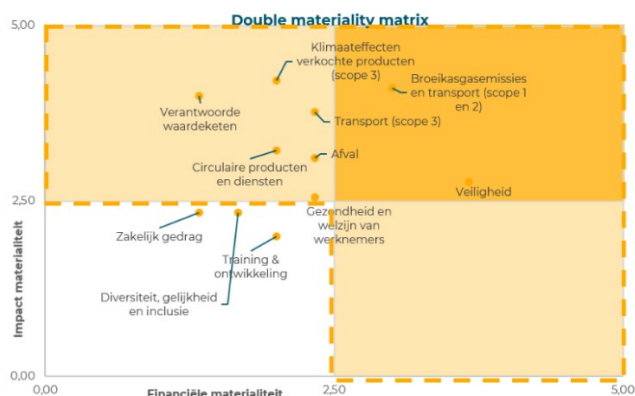 Double materiality matrix
5,00
Klimaateffecten
verkochte producten
(scope 3)
Broeikasgasemissies
en transport (scope 1
en 2)
Verantwoorde
waardeketen
Transport (scope 3)
Afval
Circulaire producten
en diensten
Veiligheid
2,50
Gezondheid en
welzijn van
werknemers
Zakelijk gedrag
Training &
ontwikkeling
Diversiteit, gelijkheid
en inclusie
Impact materialiteit
0,00
0,00
2,50
5,00
Financiële materialiteit